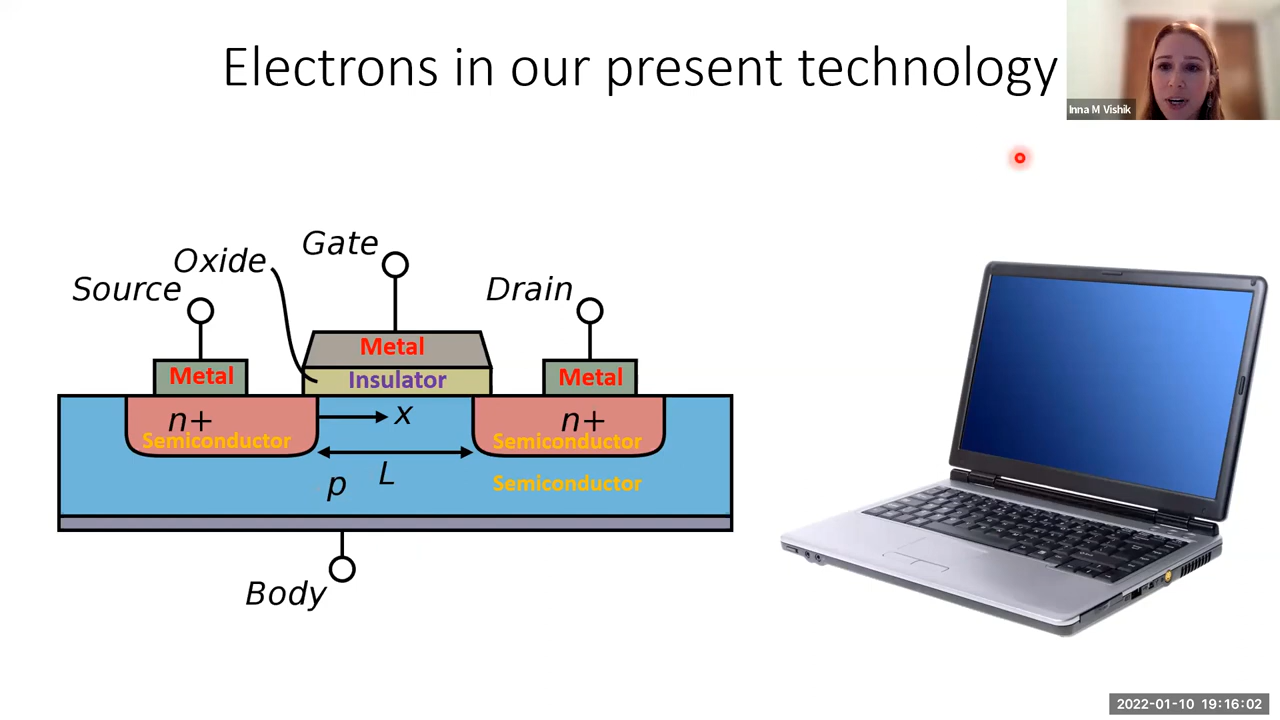 Electrons in our present technology
Inna M Vishik
Gate
Oxide
Source
Drain
Metal
Metal
Insulator
Metal
n+
x
n+
Semiconductor
Semiconductor
L
p
Semiconductor
Body
2022-01-10 19:16:02